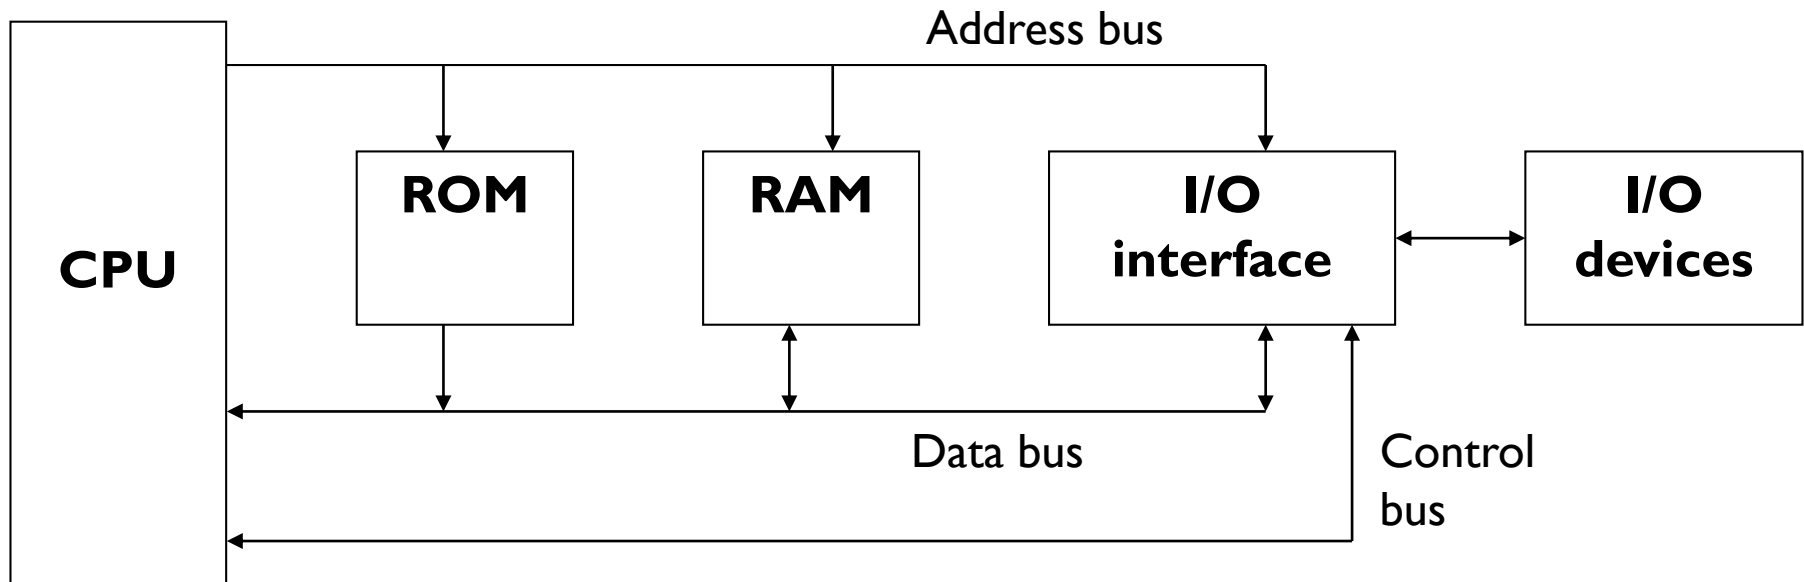 Address bus
CPU
ROM
RAM
I/O
interface
I/O
devices
Data bus
Control
bus